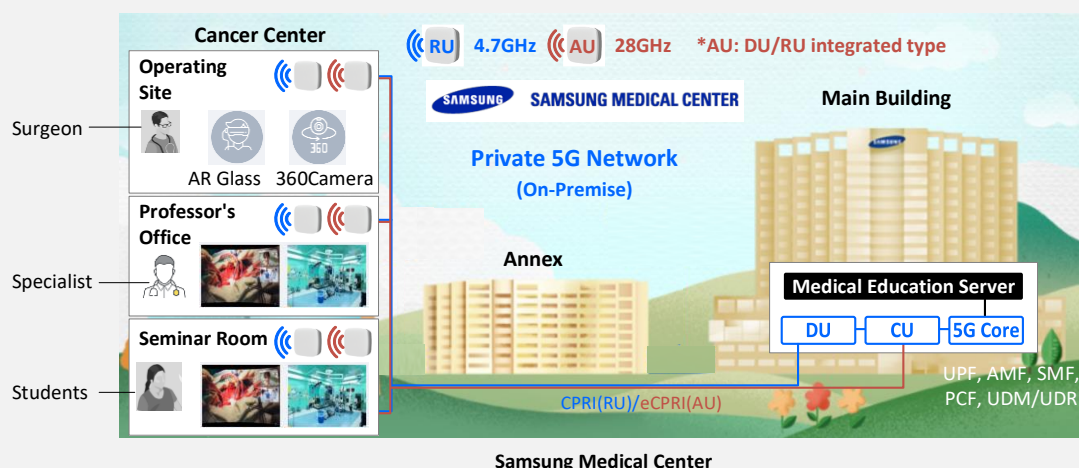 Cancer Center
RU 4.7GHz AU 28GHz *AU: DU/RU integrated type
Operating
Site
SAMSUNG SAMSUNG MEDICAL CENTER
Main Building
Surgeon
360
SAMSUNG
AR Glass 360Camera
Private 5G Network
(On-Premise)
Professor's
Office
Specialist
Annex
Medical Education Server
DU CU 5G Core
Seminar Room
Students
UPF, AMF, SMF,
PCF, UDM/UDR
CPRI(RU)/eCPRI(AU)
Samsung Medical Center